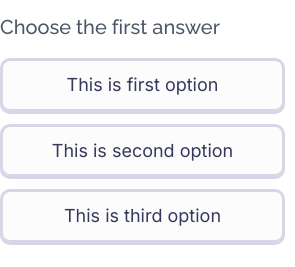 Choose the first answer
This is first option
This is second option
This is third option